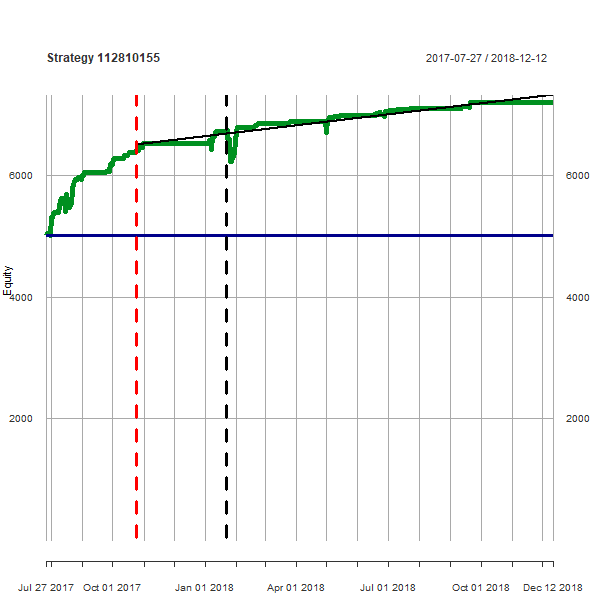 Strategy 112810155
2017-07-27 / 2018-12-12
6000
6000
Equity
4000
4000
2000
2000
Jul 27 2017
Oct 01 2017
Jan 01 2018
Apr 01 2018
Jul 01 2018
Oct 01 2018
Dec 12 2018